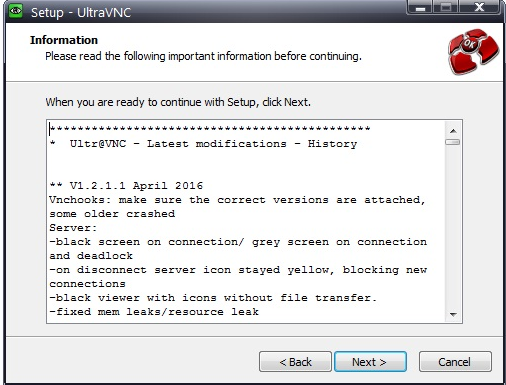 Setup - UltraVNC
Information
Please read the following important information before continuing.
OK
When you are ready to continue with Setup, click Next.
**************************************************
*  Ultr@VNC - Latest modifications - History
** V1.2.1.1 April 2016
Vnchooks: make sure the correct versions are attached,
some older crashed
Server:
-black screen on connection/ grey screen on connection
and deadlock
-on disconnect server icon stayed yellow, blocking new
connections
-black viewer with icons without file transfer.
-fixed mem leaks/resource leak
< Back
Next >
Cancel